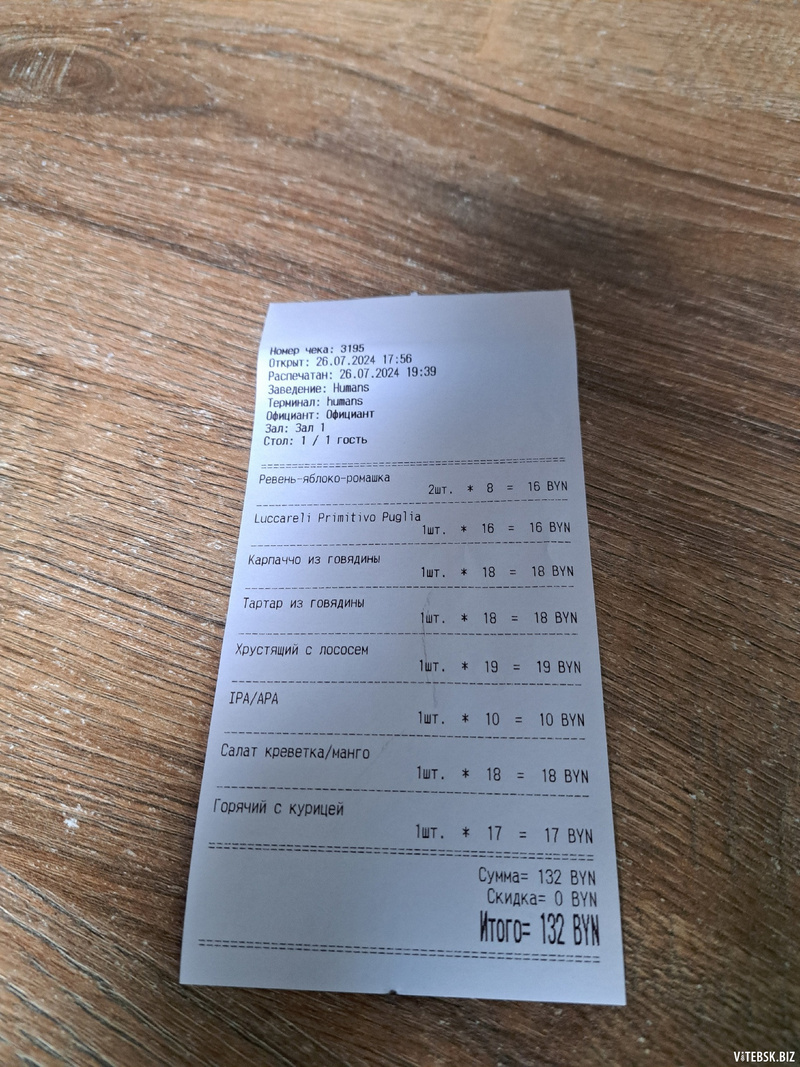 Номер чека: 3195
Открыт: 26.07.2024 17:56
Распечатан: 26.07.2024 19:39
Заведение: Humans
Терминал: humans
Официант: Официант
Зал: Зал 1
Стол: 1 / 1 гость
Ревень-яблоко-ромашка
2шт. * 8 = 16 BYN
Luccareli Primitivo Puglia
1шт. * 16 = 16 BYN
Карпаччо из говядины
1шт. * 18 = 18 BYN
Тартар из говядины
1шт. * 18 = 18 BYN
Хрустящий с лососем
1шт. * 19 = 19 BYN
IPA/APA
1шт. * 10 = 10 BYN
Салат креветка/манго
1шт. * 18 = 18 BYN
Горячий с курицей
1шт. * 17 = 17 BYN
Сумма= 132 BYN
Скидка= 0 BYN
Итого= 132 BYN
ViTEBSK.BIZ